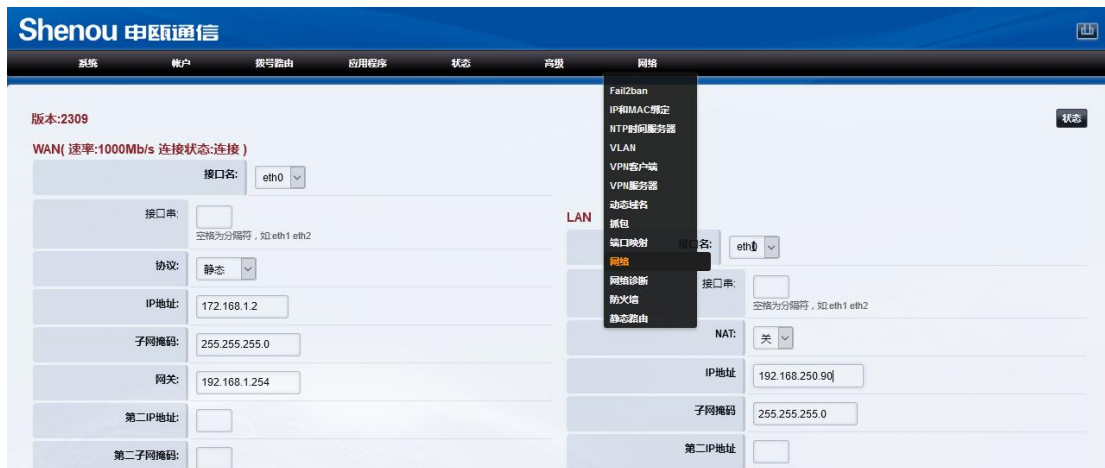 Shenou 申瓯通信
系统 帐户 拨号路由 应用程序 状态 高级 网络
Fail2ban
IP和MAC绑定
NTP时间服务器
VLAN
VPN客户端
VPN服务器
动态域名
抓包
端口映射
网络
网络诊断
防火墙
静态路由
版本:2309
状态
WAN( 速率:1000Mb/s 连接状态:连接 )
接口名: eth0
接口串:
空格为分隔符，如:eth1 eth2
协议: 静态
IP地址: 172.168.1.2
子网掩码: 255.255.255.0
网关: 192.168.1.254
第二IP地址:
第二子网掩码:
LAN
接口名:
接口串:
空格为分隔符，如:eth1 eth2
NAT: 关
IP地址 192.168.250.90
子网掩码 255.255.255.0
第二IP地址